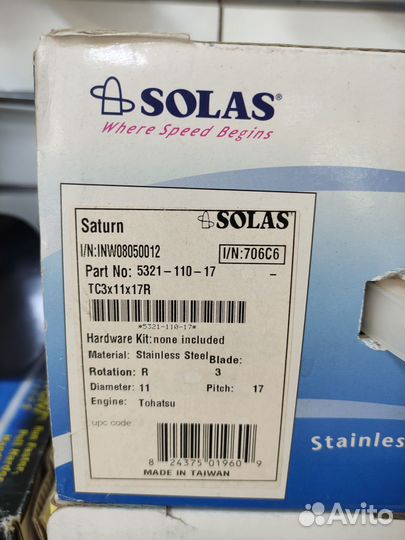 SOLAS®
Where Speed Begins
Saturn SOLAS®
I/N:INW08050012 I/N:706C6
Part No: 5321-110-17 -
TC3x11x17R
*5321-110-17*
Hardware Kit:none included
Material: Stainless Steel Blade:
Rotation: R 3
Diameter: 11 Pitch: 17
Engine: Tohatsu
upc code
8 24375 01960 9
MADE IN TAIWAN
Stainles
Avito